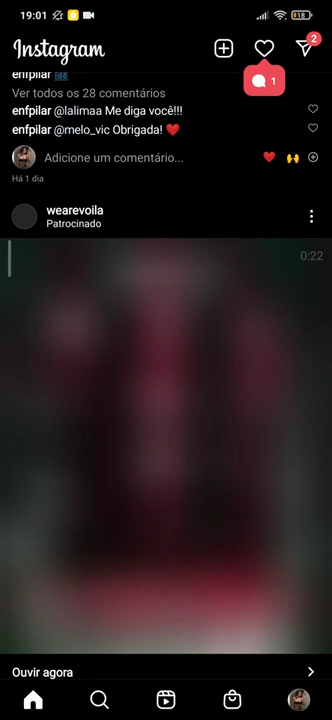 19:01
18
Instagram
2
1
enfpilar
Ver todos os 28 comentários
enfpilar @lalimaa Me diga você!!!
enfpilar @melo_vic Obrigada! ❤️
Adicione um comentário...
Há 1 dia
wearevoila
Patrocinado
0:22
Ouvir agora